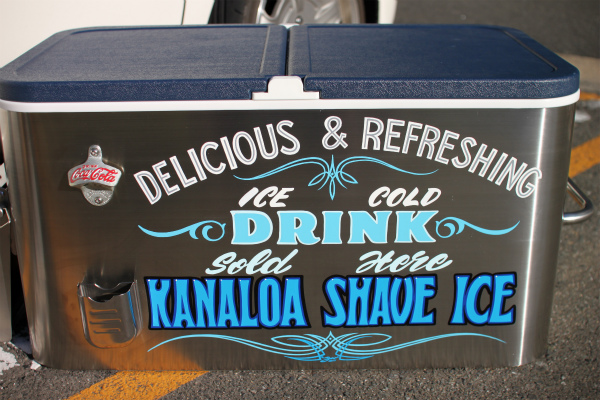 DELICIOUS & REFRESHING
Coca-Cola
ICE COLD
DRINK
Sold Here
KANALOA SHAVE ICE